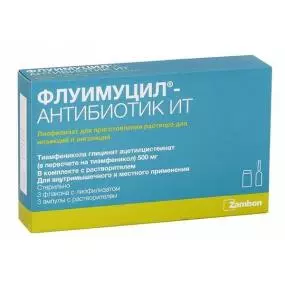 ФЛУИМУЦИЛ®-
АНТИБИОТИК ИТ
Лиофилизат для приготовления раствора для
инъекций и ингаляций
Тиамфеникола глицинат ацетилцистеинат
(в пересчете на тиамфеникол) 500 мг
В комплекте с растворителем
Для внутримышечного и местного применения
Стерильно
3 флакона с лиофилизатом
3 ампулы с растворителем
Zambon